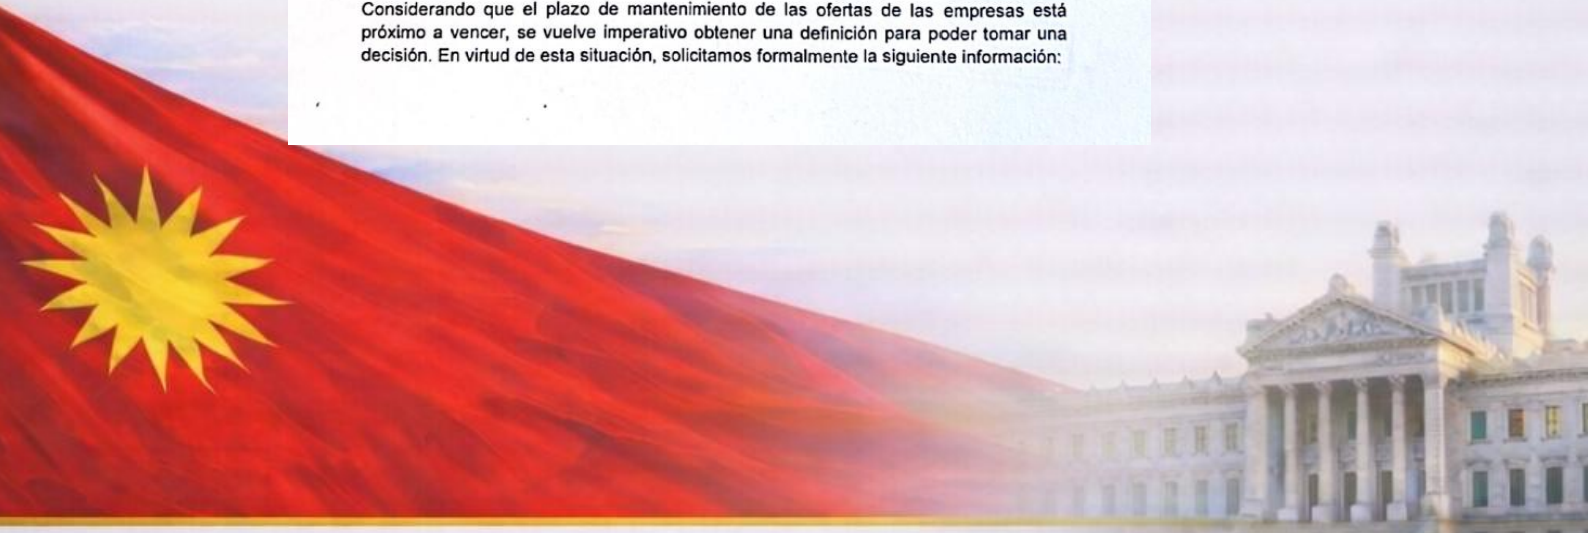 Considerando que el plazo de mantenimiento de las ofertas de las empresas está
próximo a vencer, se vuelve imperativo obtener una definición para poder tomar una
decisión. En virtud de esta situación, solicitamos formalmente la siguiente información: